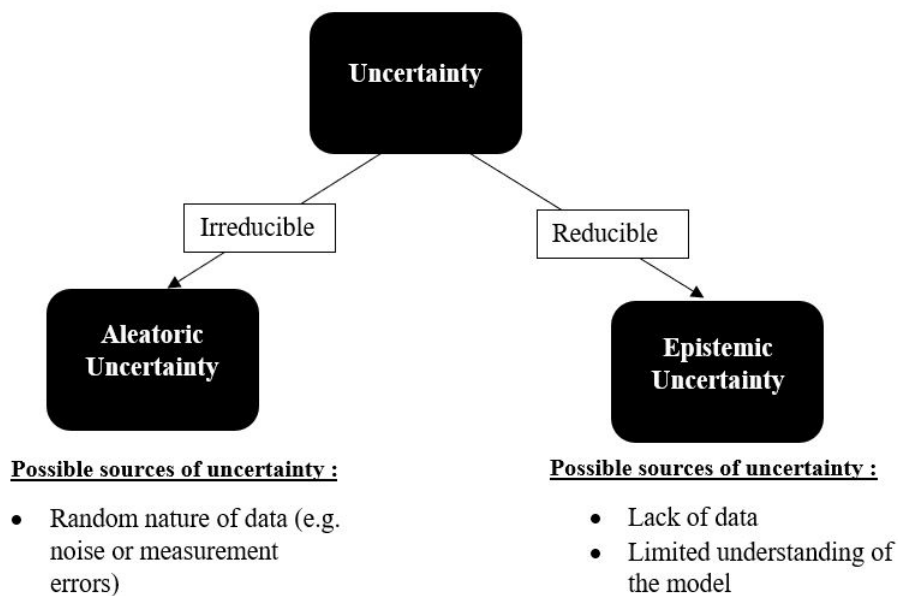 Uncertainty
Irreducible
Reducible
Aleatoric
Uncertainty
Epistemic
Uncertainty
Possible sources of uncertainty :
• Random nature of data (e.g.
noise or measurement
errors)
Possible sources of uncertainty :
• Lack of data
• Limited understanding of
the model